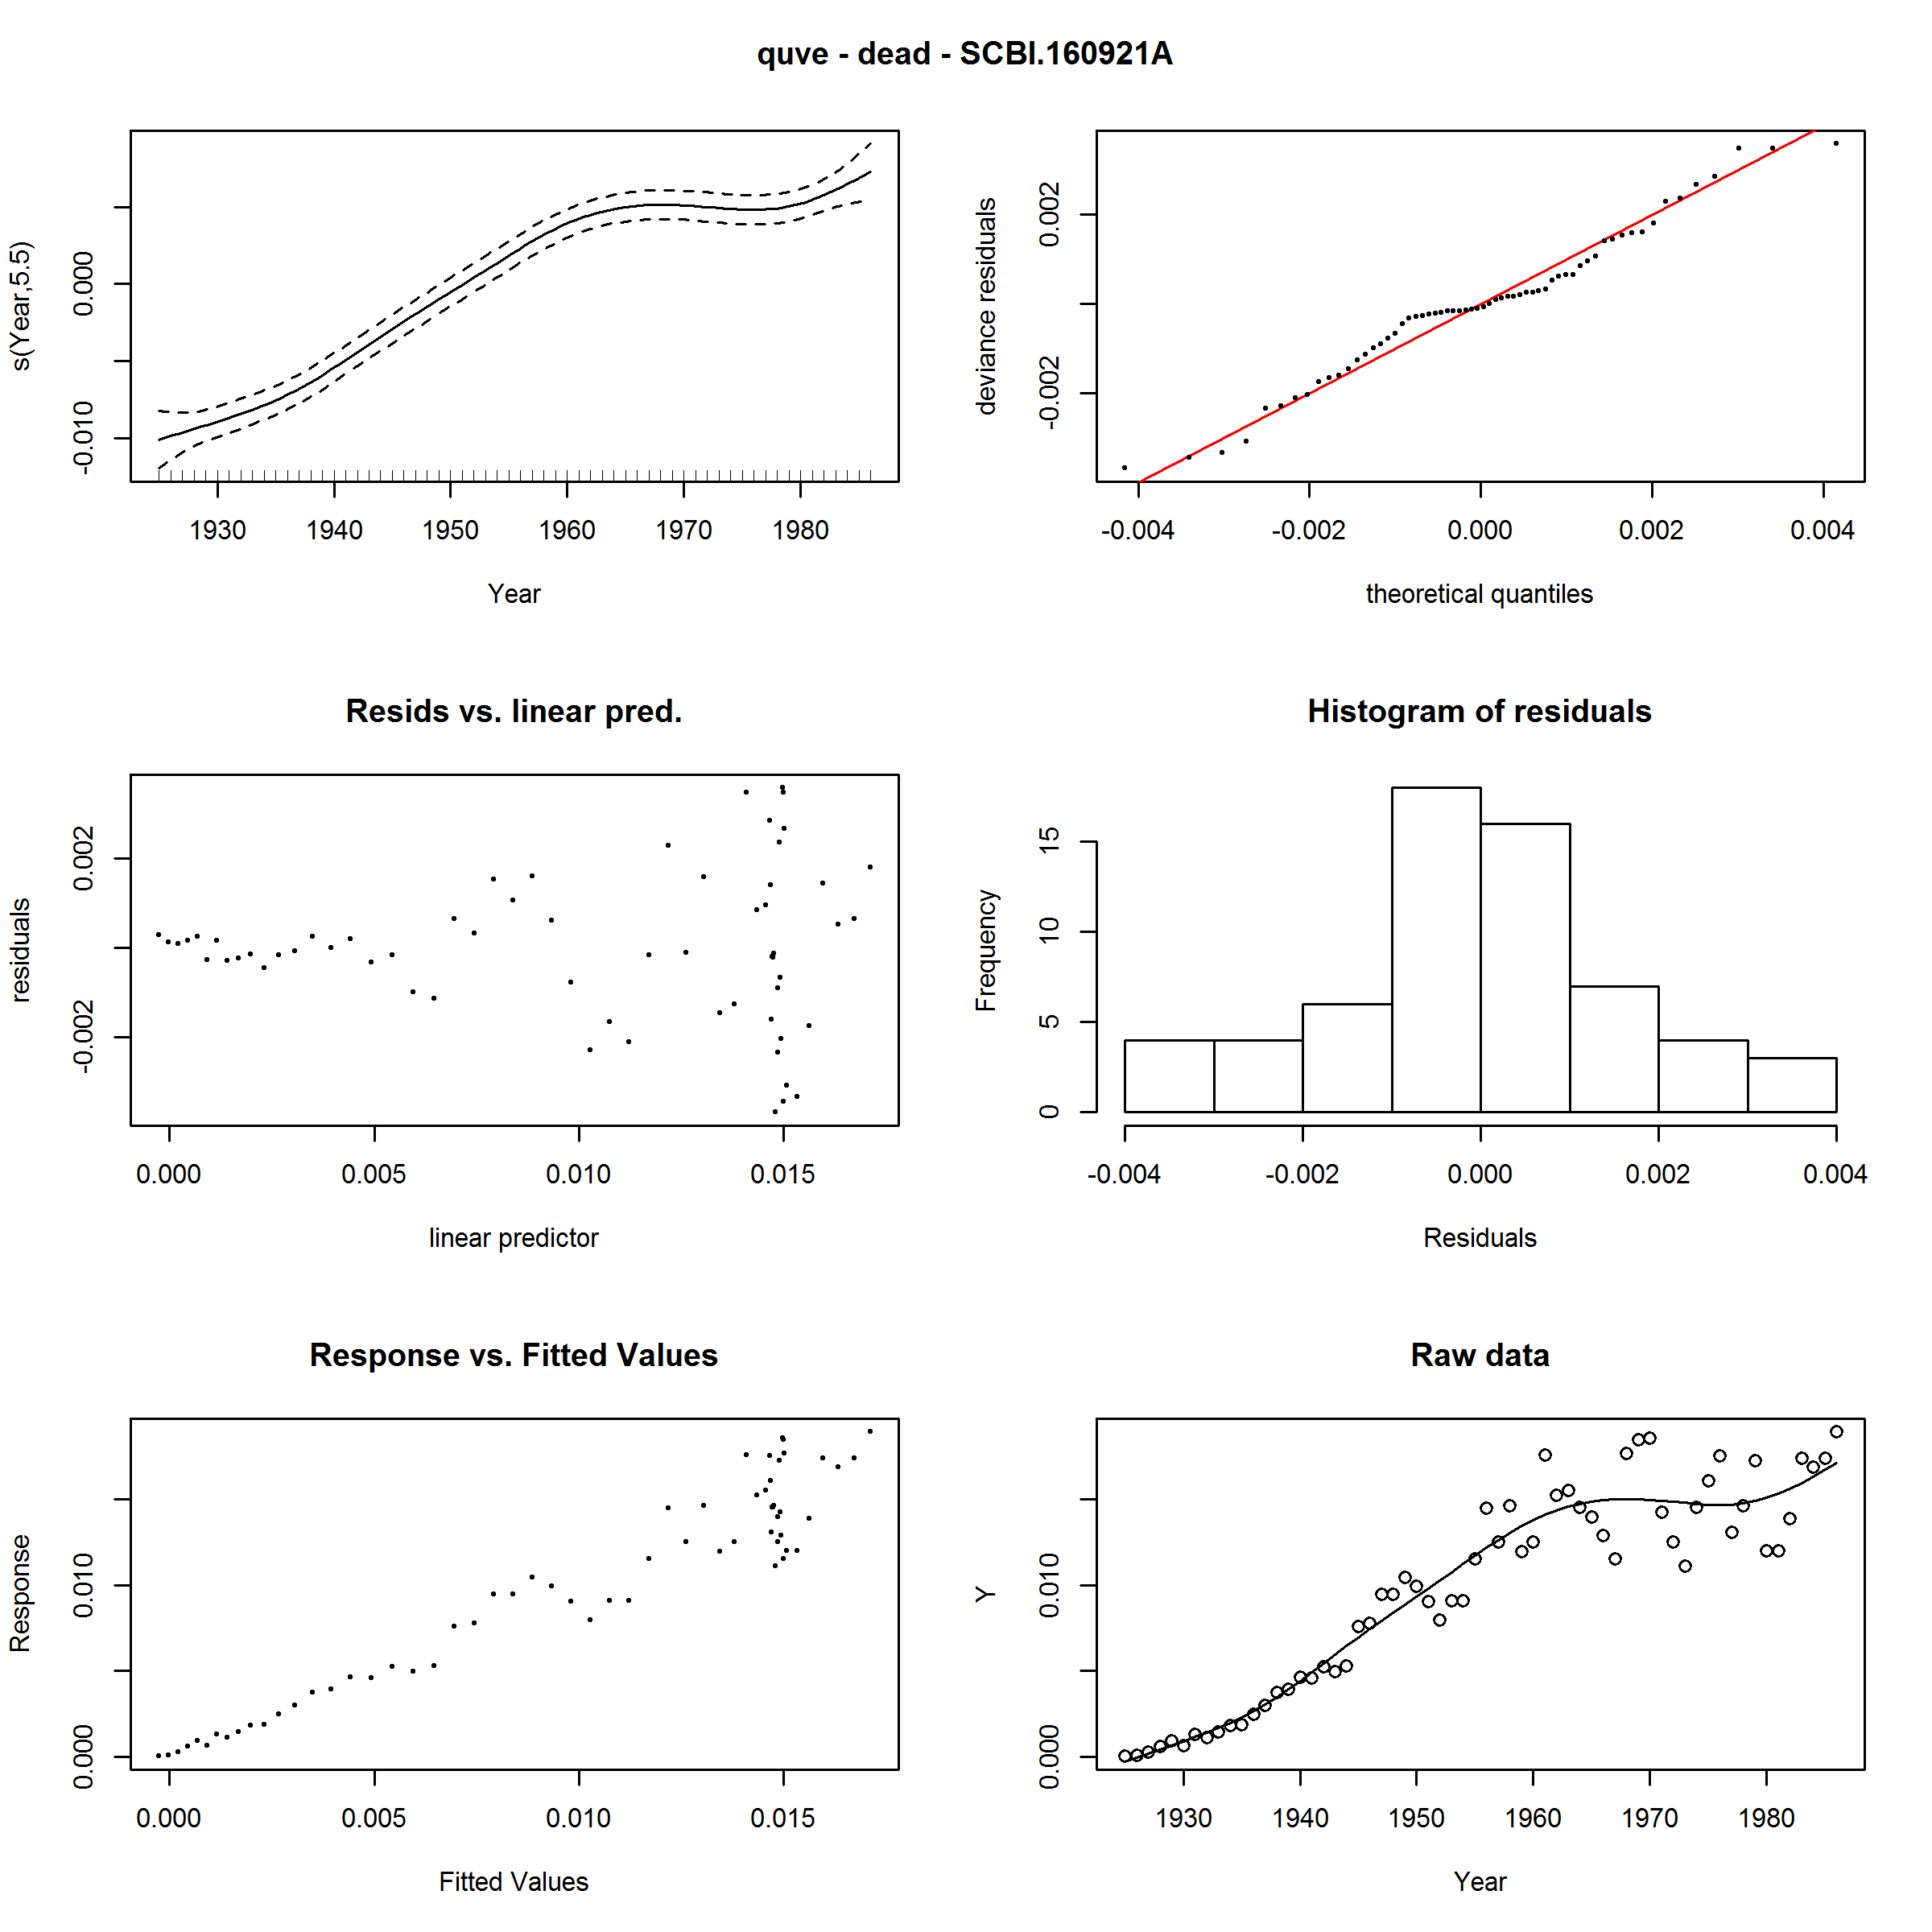 quve - dead - SCBI.160921A
s(Year,5.5)
-0.010
0.000
1930 1940 1950 1960 1970 1980
Year
deviance residuals
-0.002
0.002
-0.004 -0.002 0.000 0.002 0.004
theoretical quantiles
Resids vs. linear pred.
residuals
-0.002
0.002
0.000 0.005 0.010 0.015
linear predictor
Histogram of residuals
Frequency
0
5
10
15
-0.004 -0.002 0.000 0.002 0.004
Residuals
Response vs. Fitted Values
Response
0.000
0.010
0.000 0.005 0.010 0.015
Fitted Values
Raw data
Y
0.000
0.010
1930 1940 1950 1960 1970 1980
Year